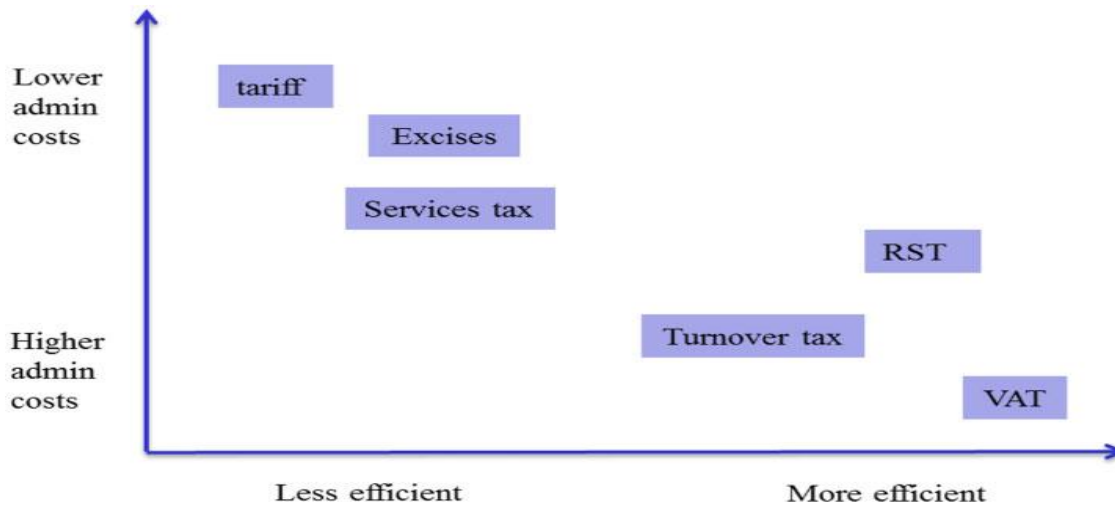 Lower
admin
costs
tariff
Excises
Services tax
RST
Higher
admin
costs
Turnover tax
VAT
Less efficient
More efficient